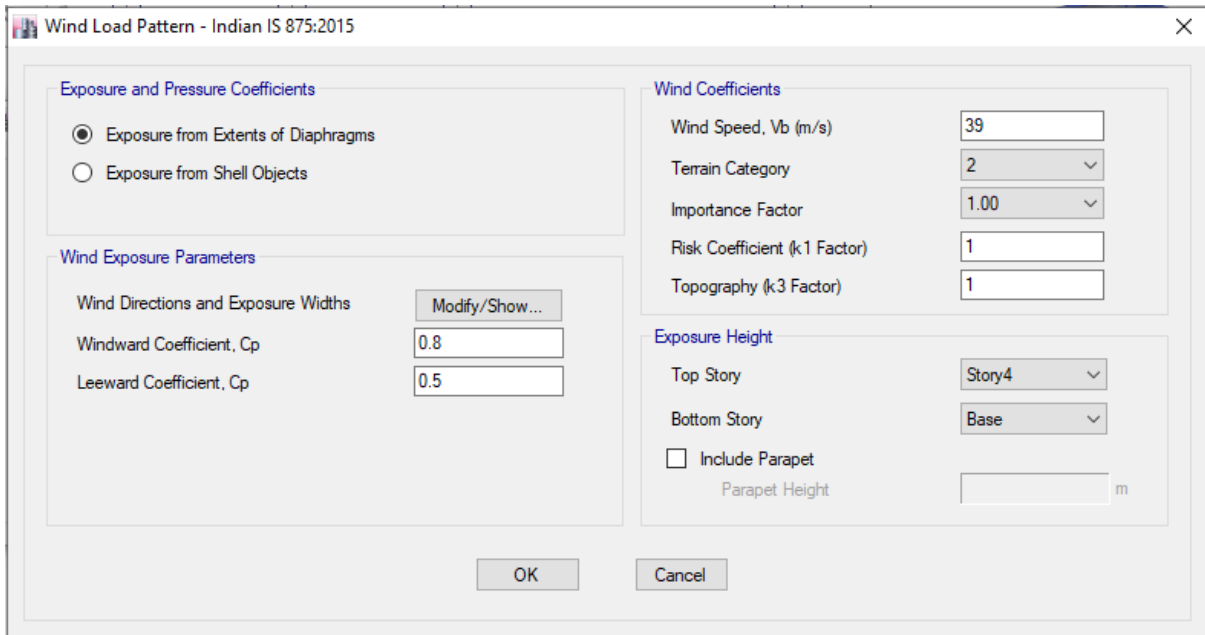 Wind Load Pattern - Indian IS 875:2015
Exposure and Pressure Coefficients
Exposure from Extents of Diaphragms
Exposure from Shell Objects
Wind Exposure Parameters
Wind Directions and Exposure Widths Modify/Show...
Windward Coefficient, Cp 0.8
Leeward Coefficient, Cp 0.5
Wind Coefficients
Wind Speed, Vb (m/s) 39
Terrain Category 2
Importance Factor 1.00
Risk Coefficient (k1 Factor) 1
Topography (k3 Factor) 1
Exposure Height
Top Story Story4
Bottom Story Base
Include Parapet
Parapet Height m
OK Cancel